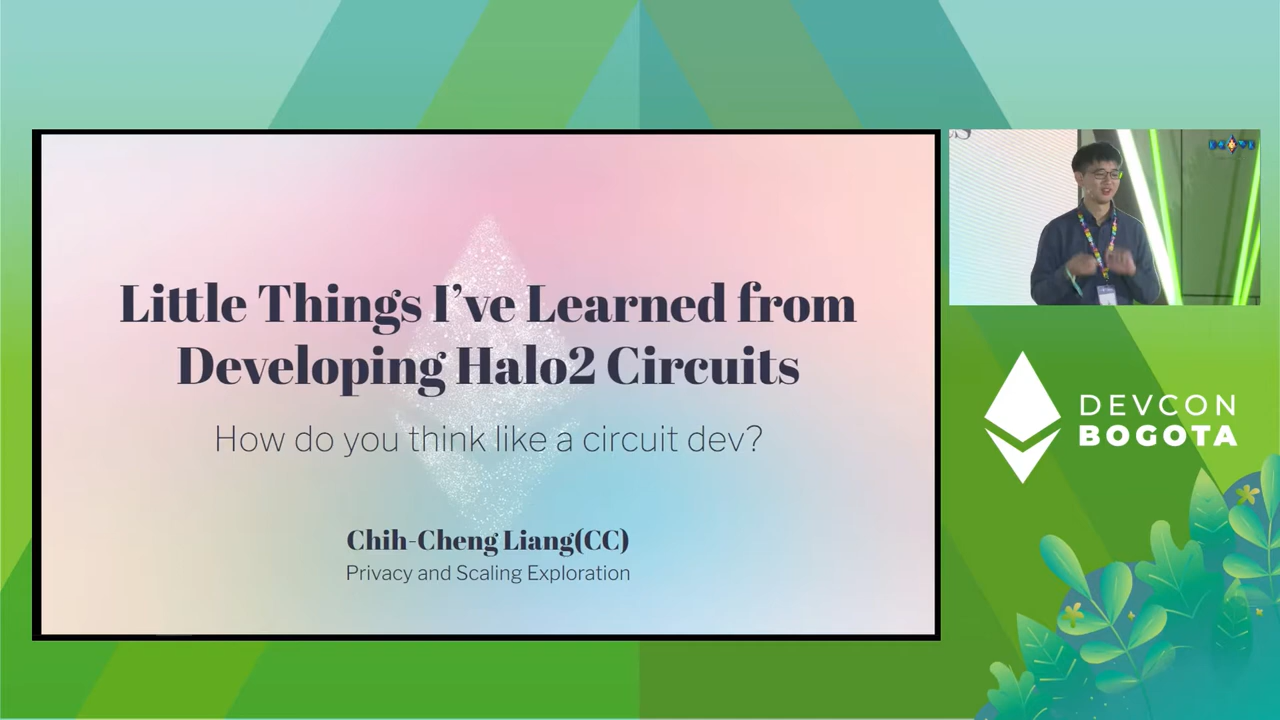 Little Things I've Learned from
Developing Halo2 Circuits
How do you think like a circuit dev?
Chih-Cheng Liang(CC)
Privacy and Scaling Exploration
DEVCON
BOGOTA